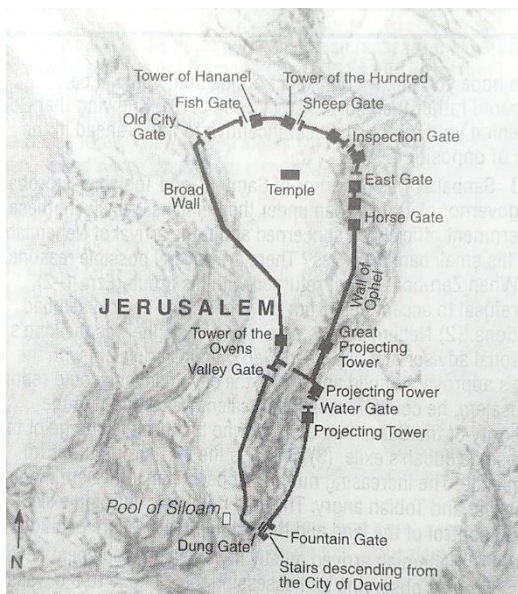 Tower of Hananel
Tower of the Hundred
Fish Gate
Sheep Gate
Old City
Gate
Inspection Gate
Broad
Wall
Temple
East Gate
Horse Gate
Wall of
Ophel
JERUSALEM
Tower of the
Ovens
Great
Projecting
Tower
Valley Gate
Projecting Tower
Water Gate
Projecting Tower
Pool of Siloam
Dung Gate
Fountain Gate
Stairs descending from
the City of David
N